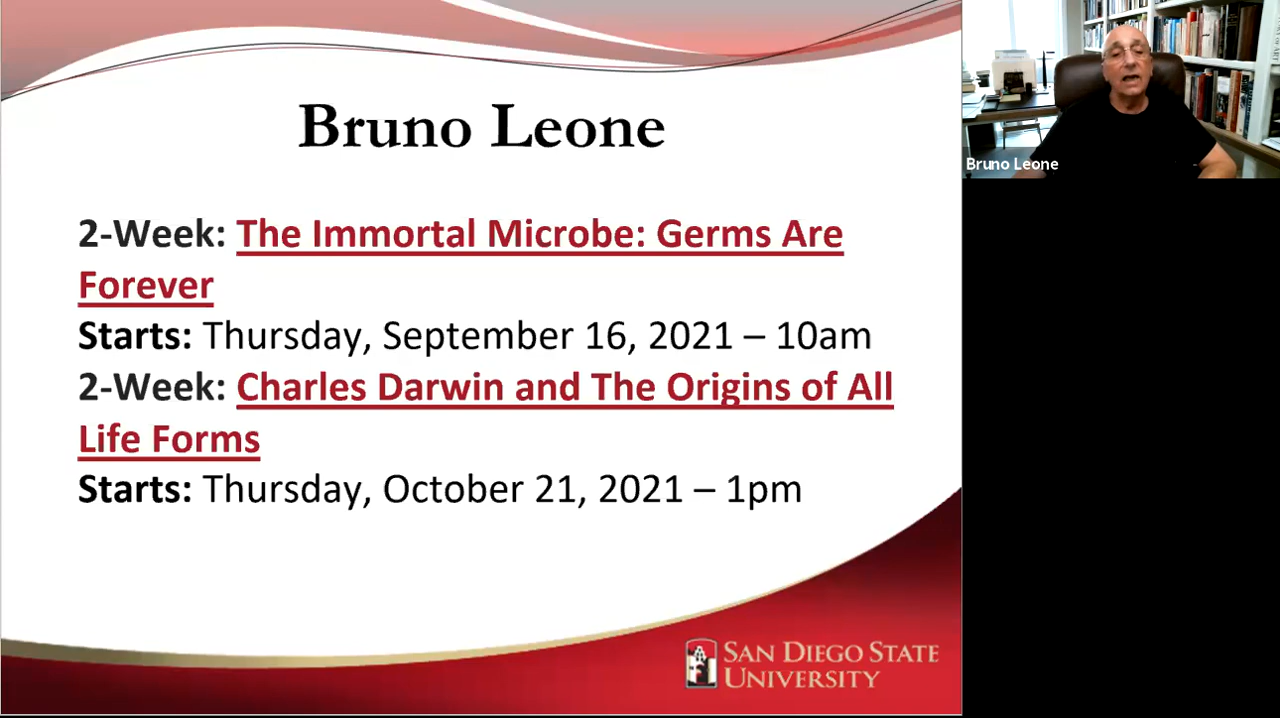 Bruno Leone
2-Week: The Immortal Microbe: Germs Are
Forever
Starts: Thursday, September 16, 2021 – 10am
2-Week: Charles Darwin and The Origins of All
Life Forms
Starts: Thursday, October 21, 2021 – 1pm
SAN DIEGO STATE
UNIVERSITY
Bruno Leone